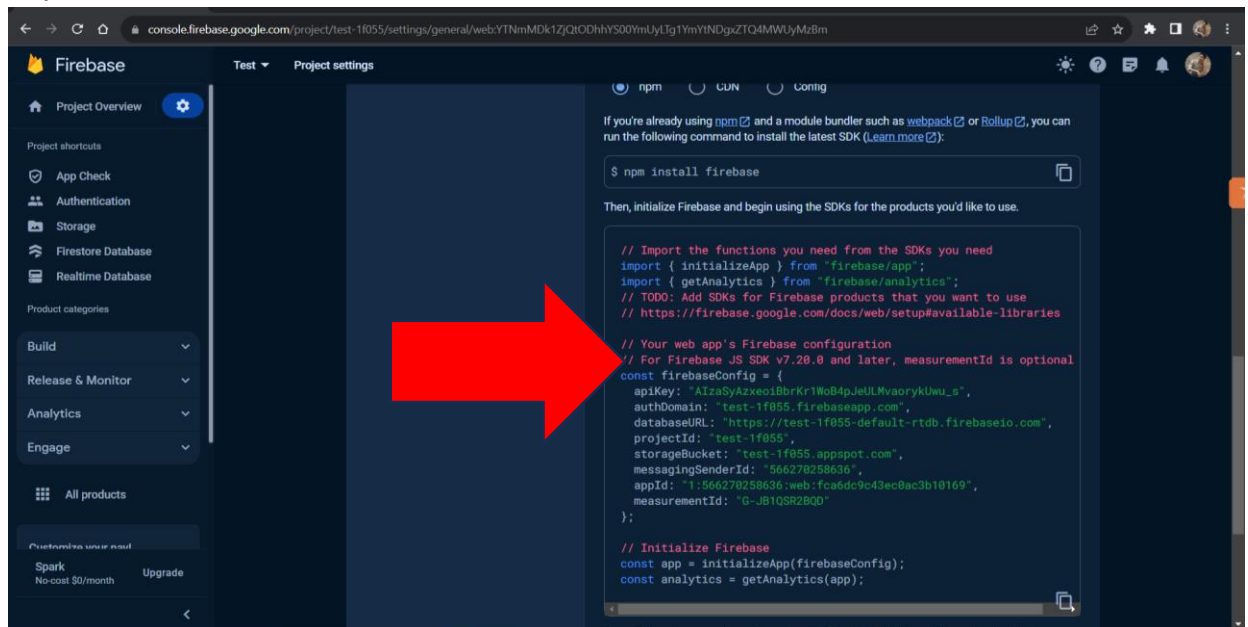 console.firebase.google.com/project/test-1f055/settings/general/web:YTNmMDk1ZjQtODhhYS00YmUyLTg1YmYtNDgxZTQ4MWUyMzBm
Firebase
Test
Project settings
Project Overview
Project shortcuts
App Check
Authentication
Storage
Firestore Database
Realtime Database
Product categories
Build
Release & Monitor
Analytics
Engage
All products
Customize your nav!
Spark
No-cost $0/month
Upgrade
npm
CDN
Config
If you're already using npm and a module bundler such as webpack or Rollup, you can
run the following command to install the latest SDK (Learn more):
$ npm install firebase
Then, initialize Firebase and begin using the SDKs for the products you'd like to use.
// Import the functions you need from the SDKs you need
import { initializeApp } from "firebase/app";
import { getAnalytics } from "firebase/analytics";
// TODO: Add SDKs for Firebase products that you want to use
// https://firebase.google.com/docs/web/setup#available-libraries
// Your web app's Firebase configuration
// For Firebase JS SDK v7.20.0 and later, measurementId is optional
const firebaseConfig = {
apiKey: "AIzaSyAzxeoiBbrKr1WoB4pJeULMvaorykUwu_s",
authDomain: "test-1f055.firebaseapp.com",
databaseURL: "https://test-1f055-default-rtdb.firebaseio.com",
projectId: "test-1f055",
storageBucket: "test-1f055.appspot.com",
messagingSenderId: "566270258636",
appId: "1:566270258636:web:fca6dc9c43ec0ac3b10169",
measurementId: "G-JB1QSR2BQD"
};
// Initialize Firebase
const app = initializeApp(firebaseConfig);
const analytics = getAnalytics(app);